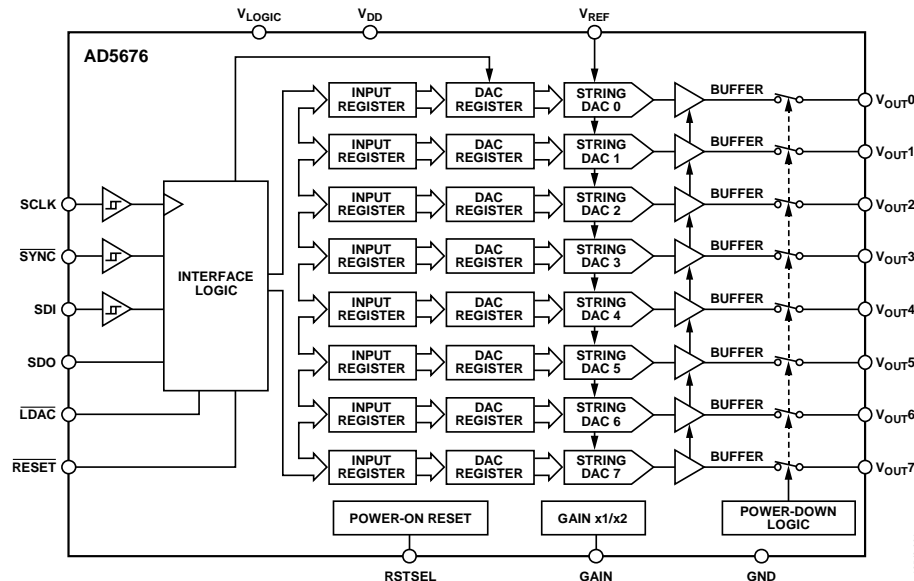 VLOGIC VDD VREF
AD5676
INPUT REGISTER DAC REGISTER STRING DAC 0 BUFFER VOUT0
INPUT REGISTER DAC REGISTER STRING DAC 1 BUFFER VOUT1
INPUT REGISTER DAC REGISTER STRING DAC 2 BUFFER VOUT2
INPUT REGISTER DAC REGISTER STRING DAC 3 BUFFER VOUT3
INPUT REGISTER DAC REGISTER STRING DAC 4 BUFFER VOUT4
INPUT REGISTER DAC REGISTER STRING DAC 5 BUFFER VOUT5
INPUT REGISTER DAC REGISTER STRING DAC 6 BUFFER VOUT6
INPUT REGISTER DAC REGISTER STRING DAC 7 BUFFER VOUT7
SCLK
SYNC
SDI
SDO
LDAC
RESET
INTERFACE
LOGIC
POWER-ON RESET
GAIN x1/x2
POWER-DOWN
LOGIC
RSTSEL GAIN GND